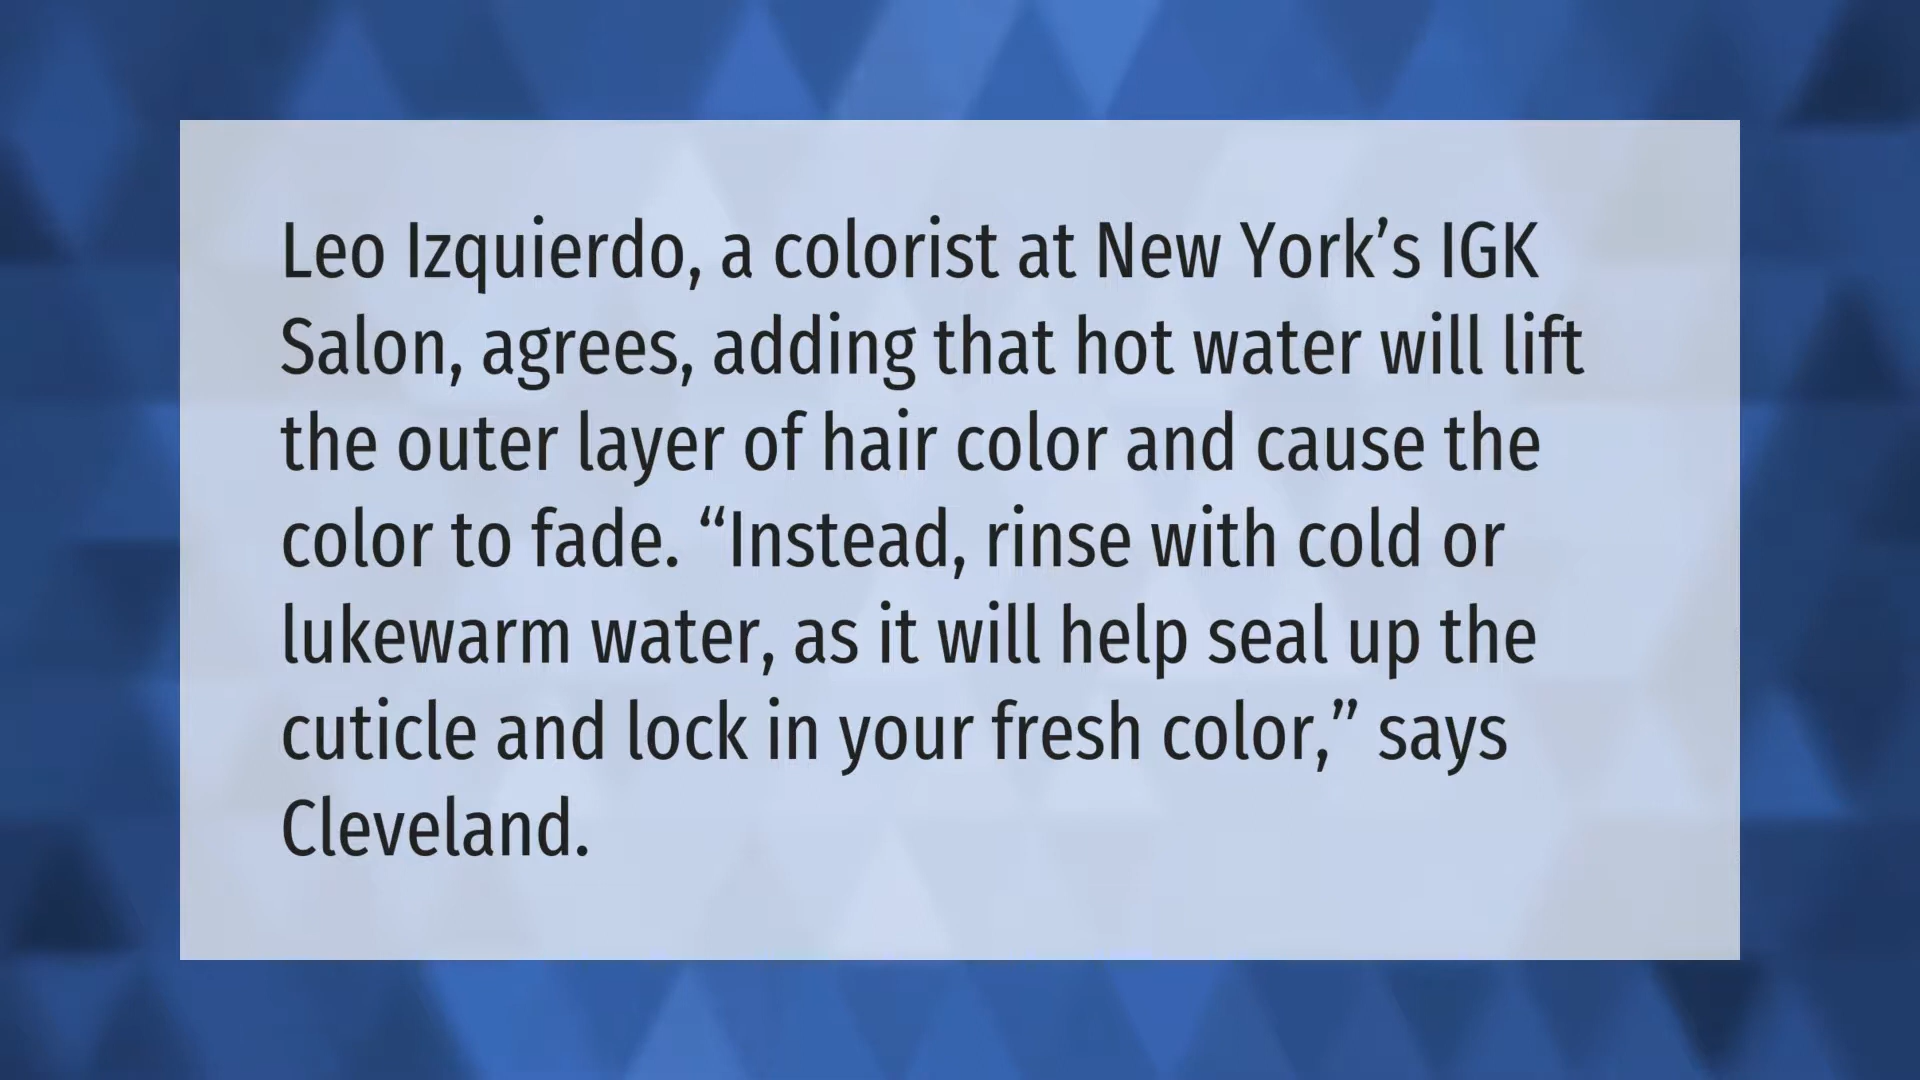 Leo Izquierdo, a colorist at New York’s IGK
Salon, agrees, adding that hot water will lift
the outer layer of hair color and cause the
color to fade. “Instead, rinse with cold or
lukewarm water, as it will help seal up the
cuticle and lock in your fresh color,” says
Cleveland.